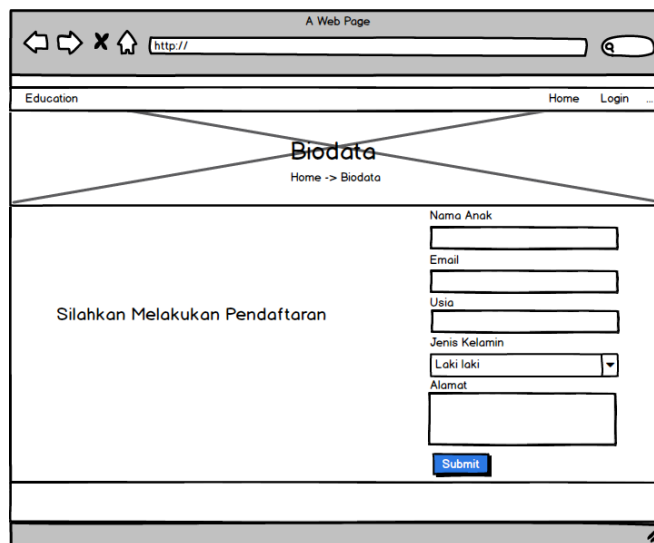 A Web Page
http://
Education Home Login ...
Biodata
Home -> Biodata
Nama Anak
Email
Usia
Silahkan Melakukan Pendaftaran
Jenis Kelamin
Laki laki
Alamat
Submit